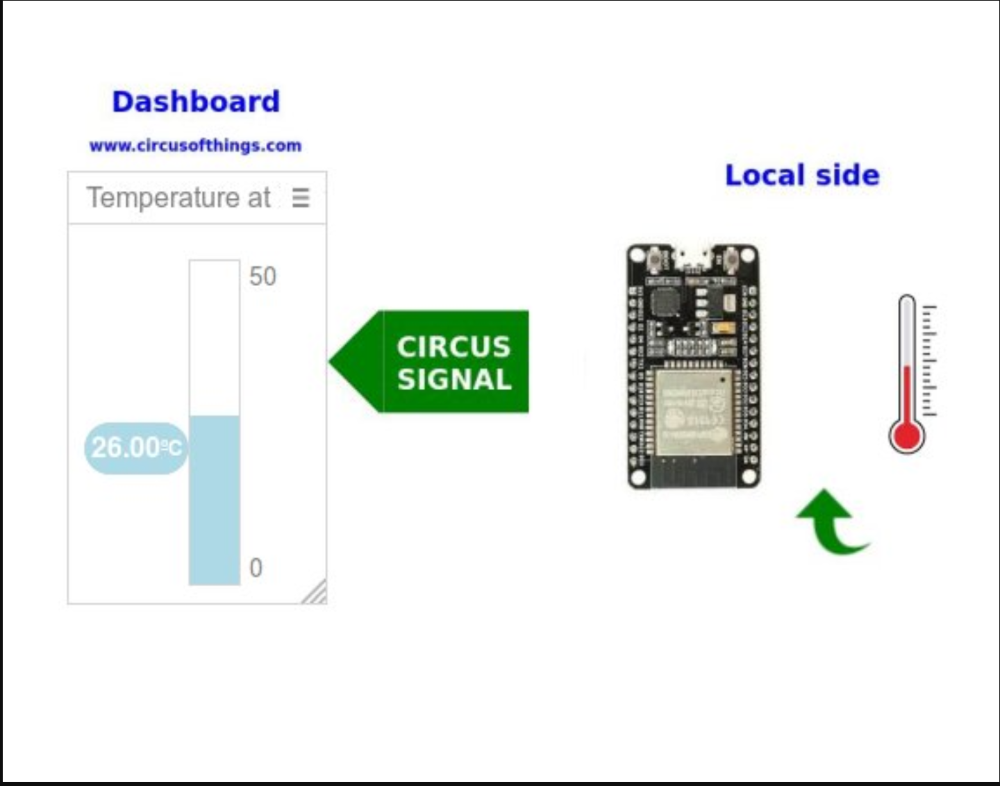 Dashboard
www.circusofthings.com
Temperature at
50
26.00ºC
0
CIRCUS
SIGNAL
Local side